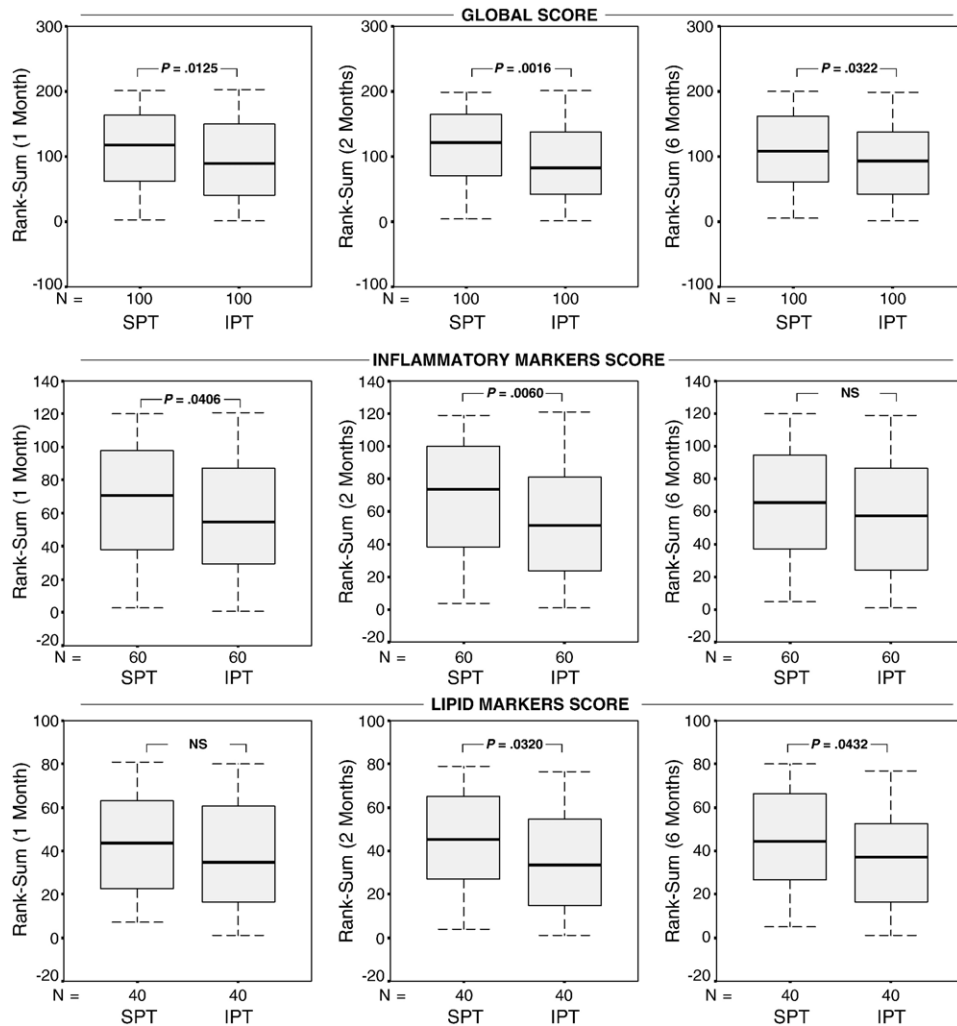 GLOBAL SCORE
Rank-Sum (1 Month)
300
200
100
0
-100
P = .0125
N = 100 100
SPT IPT
Rank-Sum (2 Months)
300
200
100
0
-100
P = .0016
N = 100 100
SPT IPT
Rank-Sum (6 Months)
300
200
100
0
-100
P = .0322
N = 100 100
SPT IPT
INFLAMMATORY MARKERS SCORE
Rank-Sum (1 Month)
140
120
100
80
60
40
20
0
-20
P = .0406
N = 60 60
SPT IPT
Rank-Sum (2 Months)
140
120
100
80
60
40
20
0
-20
P = .0060
N = 60 60
SPT IPT
Rank-Sum (6 Months)
140
120
100
80
60
40
20
0
-20
NS
N = 60 60
SPT IPT
LIPID MARKERS SCORE
Rank-Sum (1 Month)
100
80
60
40
20
0
-20
NS
N = 40 40
SPT IPT
Rank-Sum (2 Months)
100
80
60
40
20
0
-20
P = .0320
N = 40 40
SPT IPT
Rank-Sum (6 Months)
100
80
60
40
20
0
-20
P = .0432
N = 40 40
SPT IPT